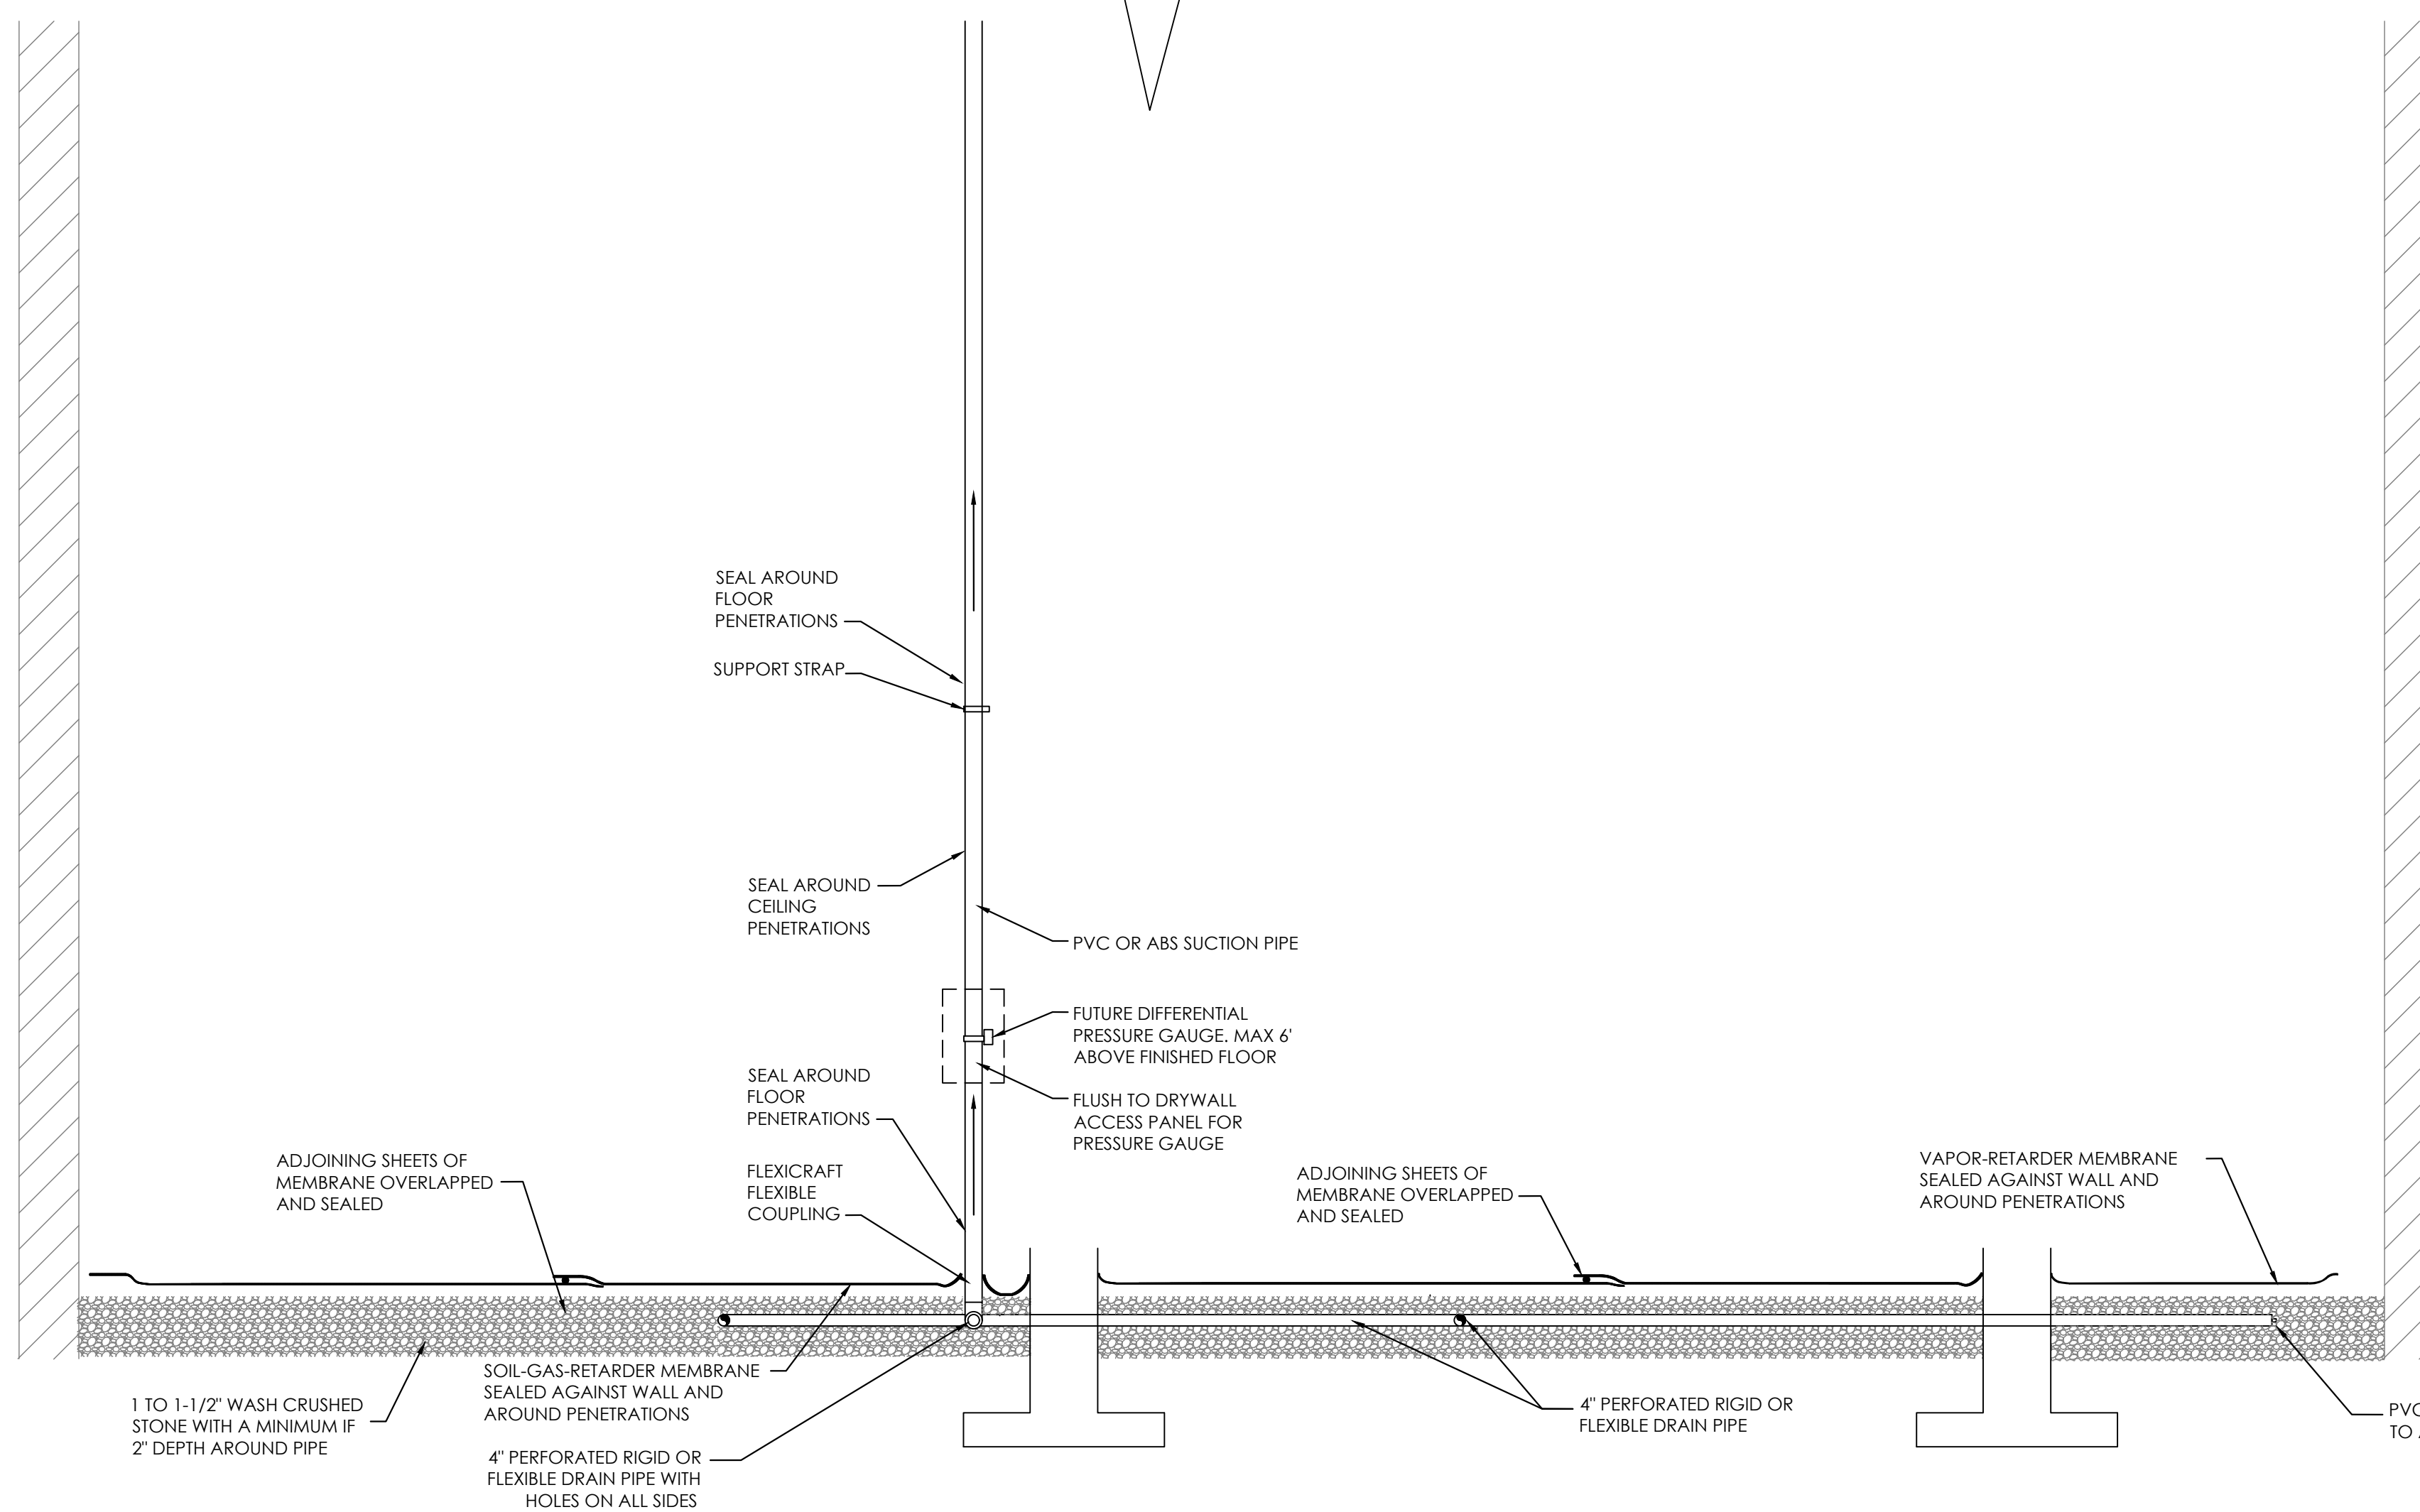 SEAL AROUND
FLOOR
PENETRATIONS
SUPPORT STRAP
SEAL AROUND
CEILING
PENETRATIONS
PVC OR ABS SUCTION PIPE
FUTURE DIFFERENTIAL
PRESSURE GAUGE. MAX 6'
ABOVE FINISHED FLOOR
SEAL AROUND
FLOOR
PENETRATIONS
FLUSH TO DRYWALL
ACCESS PANEL FOR
PRESSURE GAUGE
ADJOINING SHEETS OF
MEMBRANE OVERLAPPED
AND SEALED
FLEXICRAFT
FLEXIBLE
COUPLING
ADJOINING SHEETS OF
MEMBRANE OVERLAPPED
AND SEALED
VAPOR-RETARDER MEMBRANE
SEALED AGAINST WALL AND
AROUND PENETRATIONS
1 TO 1-1/2" WASH CRUSHED
STONE WITH A MINIMUM IF
2" DEPTH AROUND PIPE
SOIL-GAS-RETARDER MEMBRANE
SEALED AGAINST WALL AND
AROUND PENETRATIONS
4" PERFORATED RIGID OR
FLEXIBLE DRAIN PIPE WITH
HOLES ON ALL SIDES
4" PERFORATED RIGID OR
FLEXIBLE DRAIN PIPE
PVC
TO